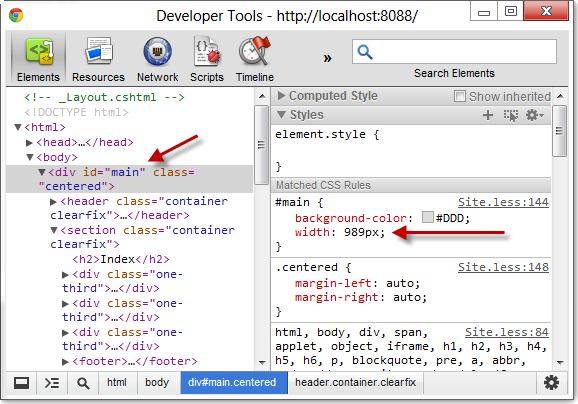 Developer Tools - http://localhost:8088/
Elements Resources Network Scripts Timeline » Search Elements
<!-- _Layout.cshtml -->
<!DOCTYPE html>
▼<html>
▶<head>…</head>
▼<body>
▼<div id="main" class=
"centered">
▶<header class="container
clearfix">…</header>
▼<section class="container
clearfix">
<h2>Index</h2>
▶<div class="one-
third">…</div>
▶<div class="one-
third">…</div>
▶<div class="one-
third">…</div>
▶<footer>…</footer>
▶ Computed Style Show inherited
▼ Styles
element.style {
}
Matched CSS Rules
#main { Site.less:144
background-color: #DDD;
width: 989px;
}
.centered { Site.less:148
margin-left: auto;
margin-right: auto;
}
html, body, div, span, Site.less:84
applet, object, iframe, h1, h2, h3, h4,
h5, h6, p, blockquote, pre, a, abbr,
html body div#main.centered header.container.clearfix